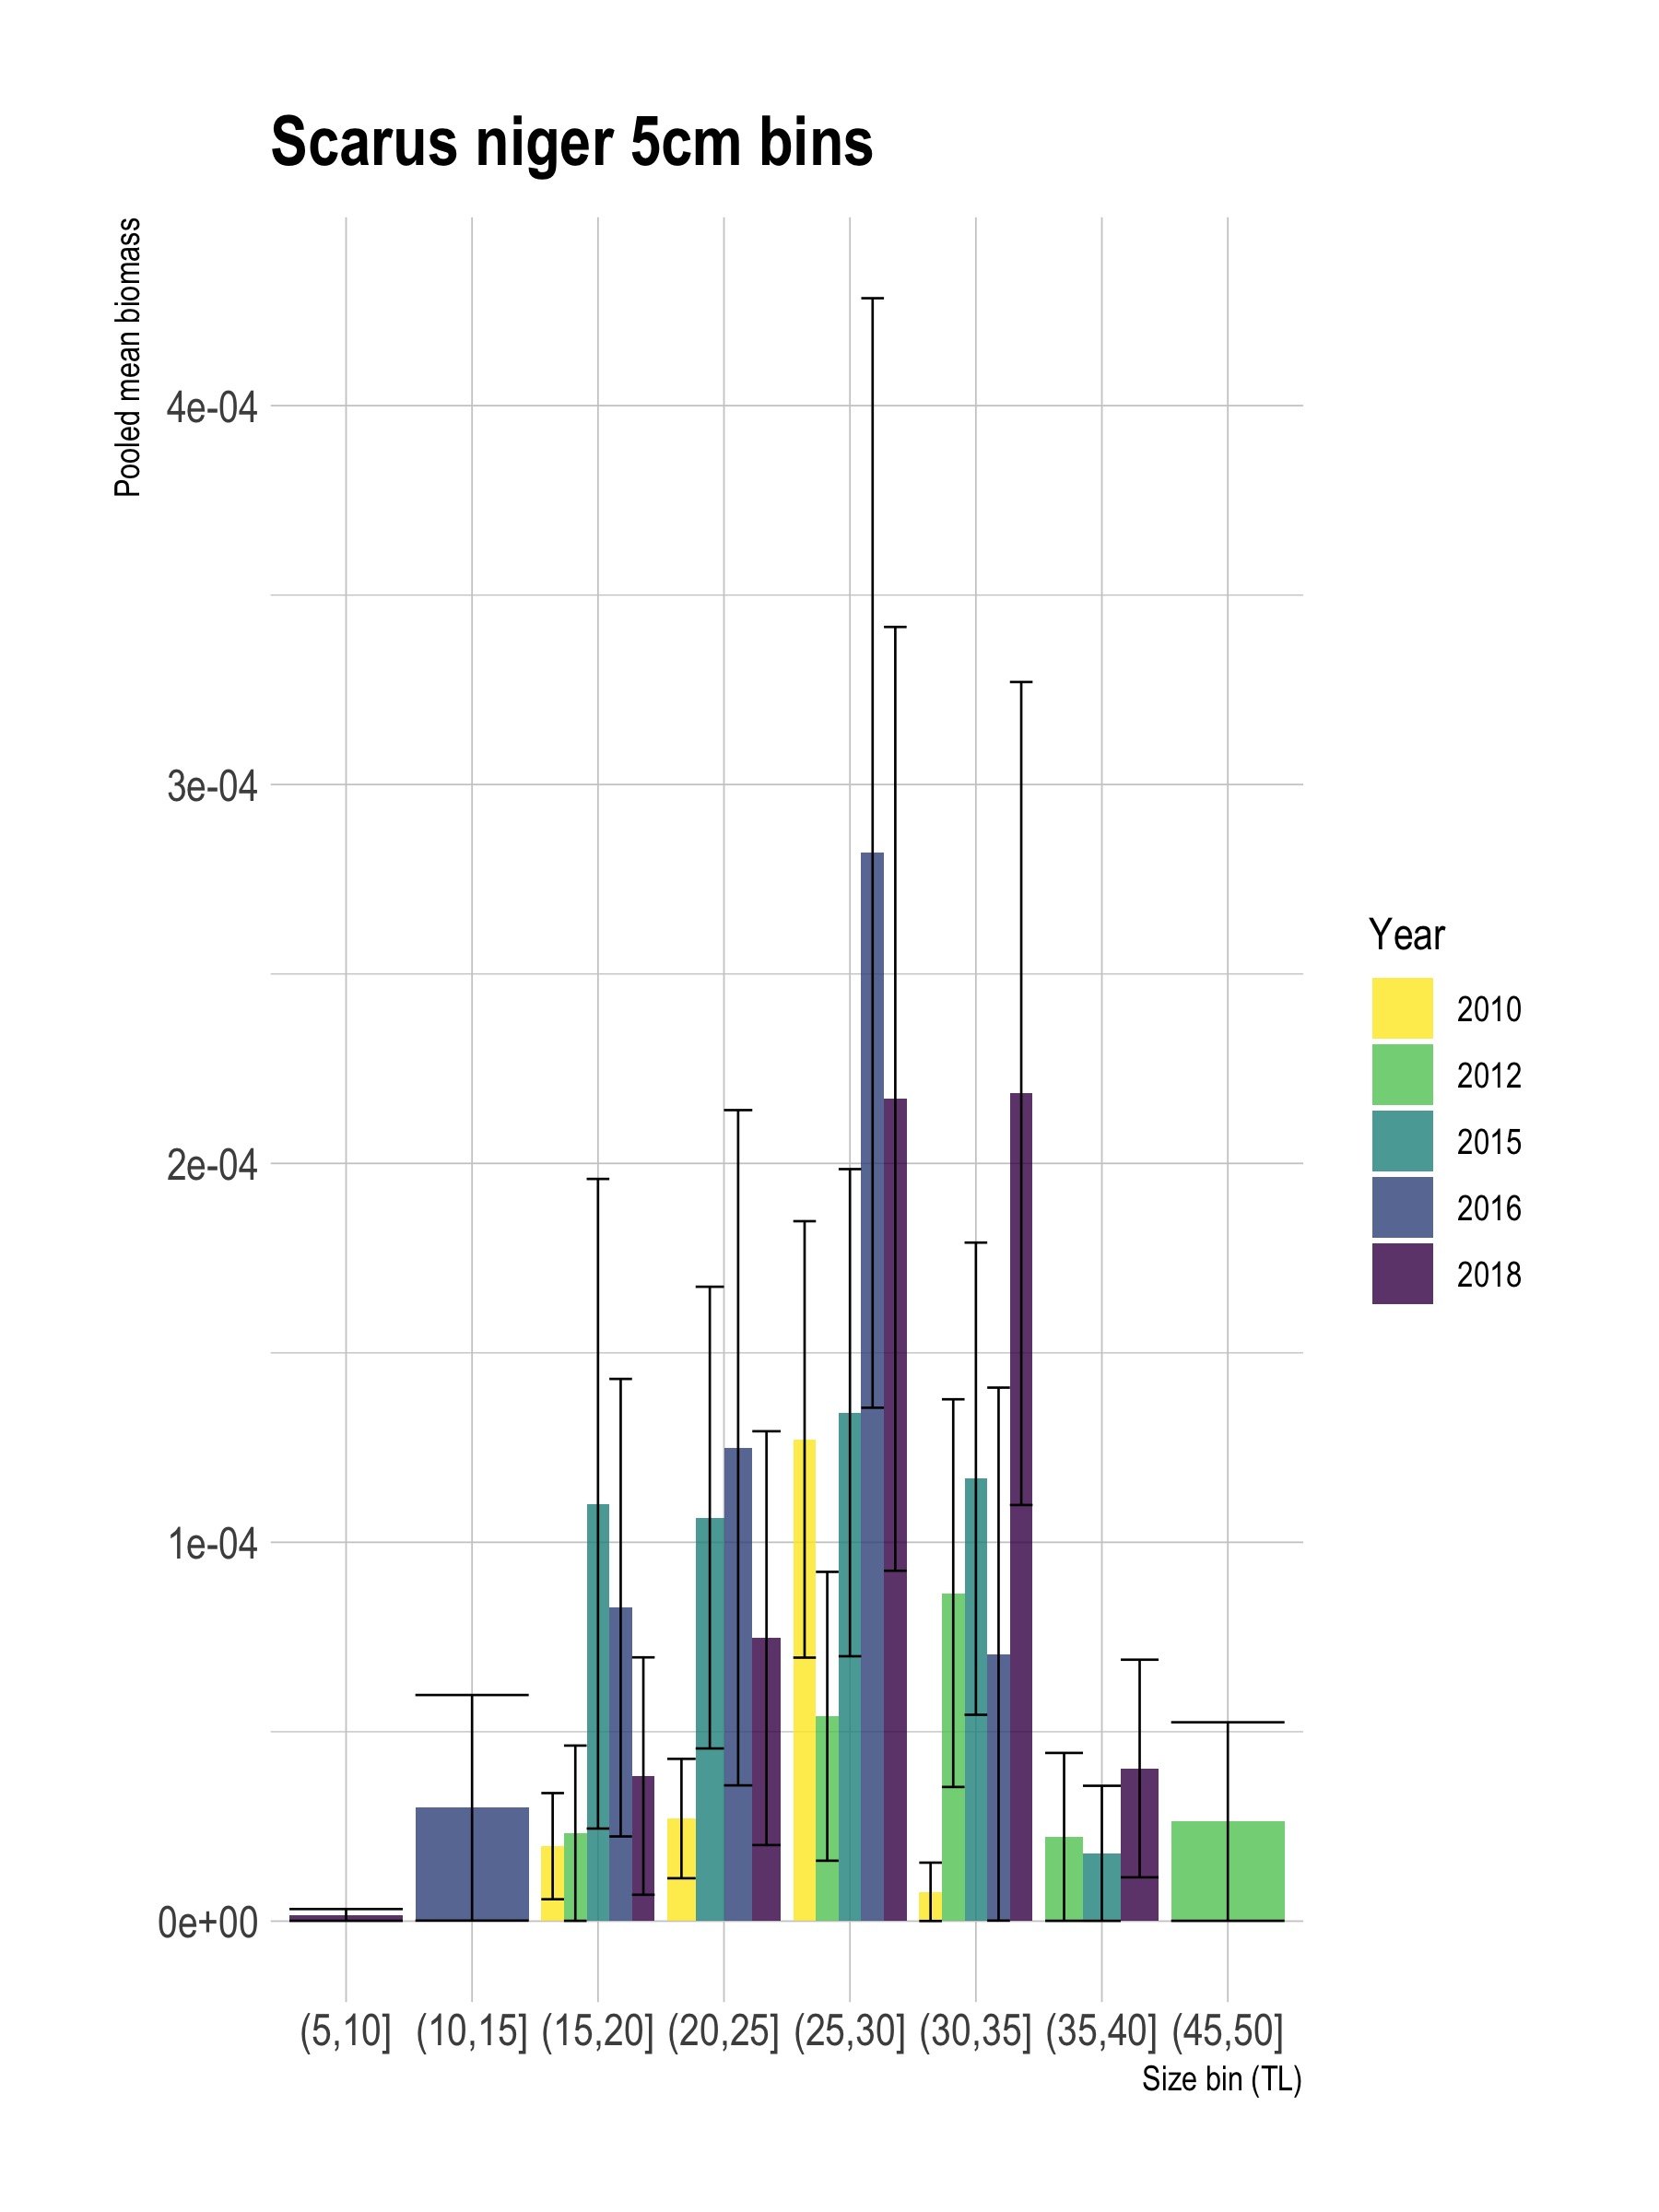 Scarus niger 5cm bins
Pooled mean biomass
4e-04
3e-04
2e-04
1e-04
0e+00
(5,10] (10,15] (15,20] (20,25] (25,30] (30,35] (35,40] (45,50]
Size bin (TL)
Year
2010
2012
2015
2016
2018